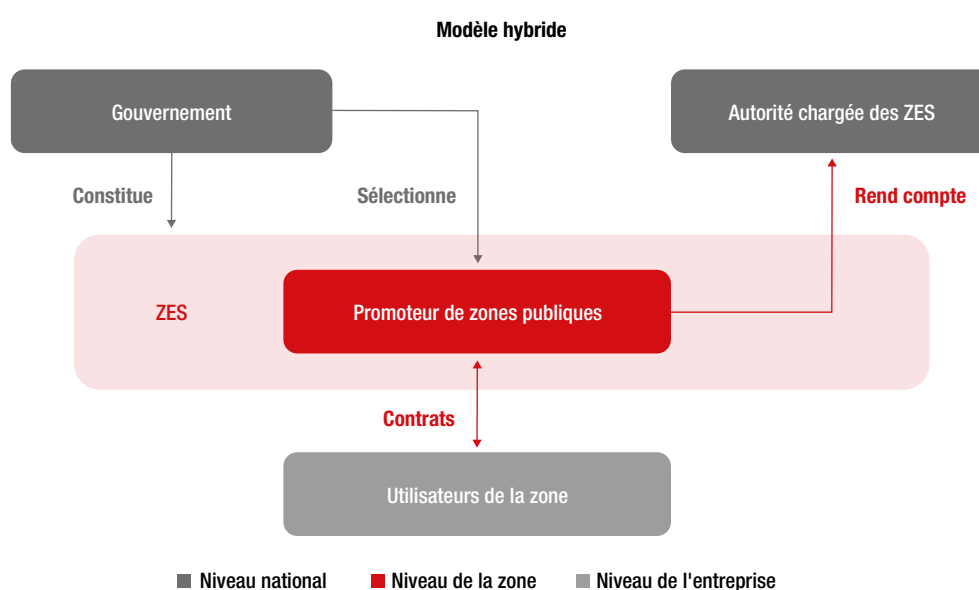 Modèle hybride
Gouvernement
Autorité chargée des ZES
Constitue
Sélectionne
Rend compte
ZES
Promoteur de zones publiques
Contrats
Utilisateurs de la zone
Niveau national
Niveau de la zone
Niveau de l'entreprise